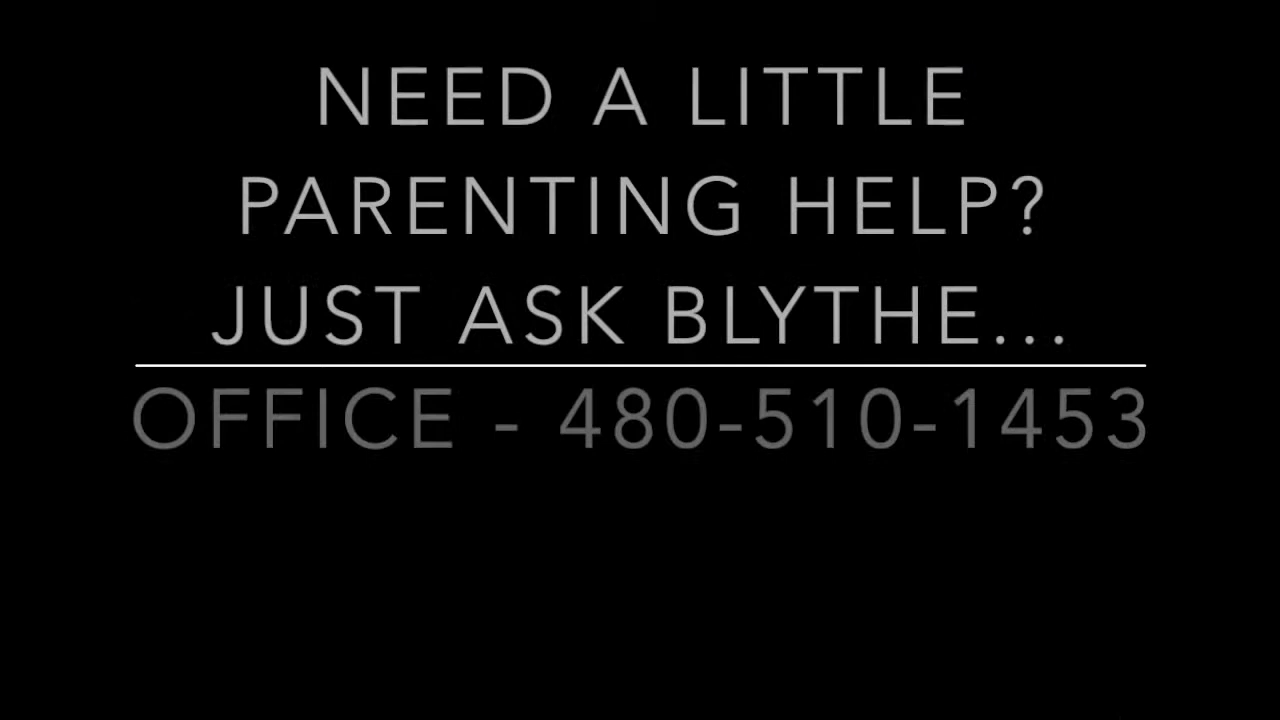 NEED A LITTLE
PARENTING HELP?
JUST ASK BLYTHE...
OFFICE - 480-510-1453